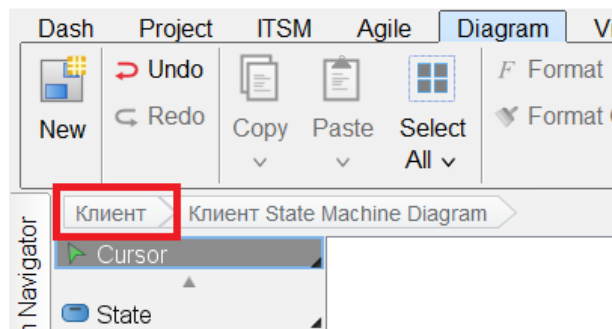 Dash Project ITSM Agile Diagram
Undo F Format
Redo Format
New Copy Paste Select
All
Клиент Клиент State Machine Diagram
Cursor
State
Navigator